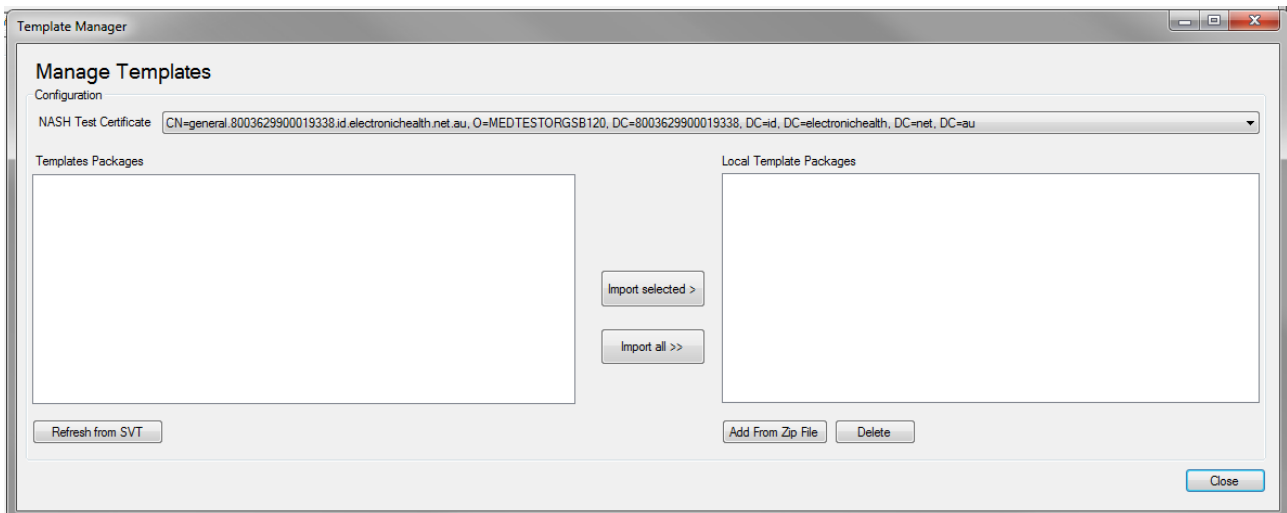 Template Manager
Manage Templates
Configuration
NASH Test Certificate CN=general.8003629900019338.id.electronichealth.net.au, O=MEDTESTORGSB120, DC=8003629900019338, DC=id, DC=electronichealth, DC=net, DC=au
Templates Packages Local Template Packages
Import selected >
Import all >>
Refresh from SVT Add From Zip File Delete
Close